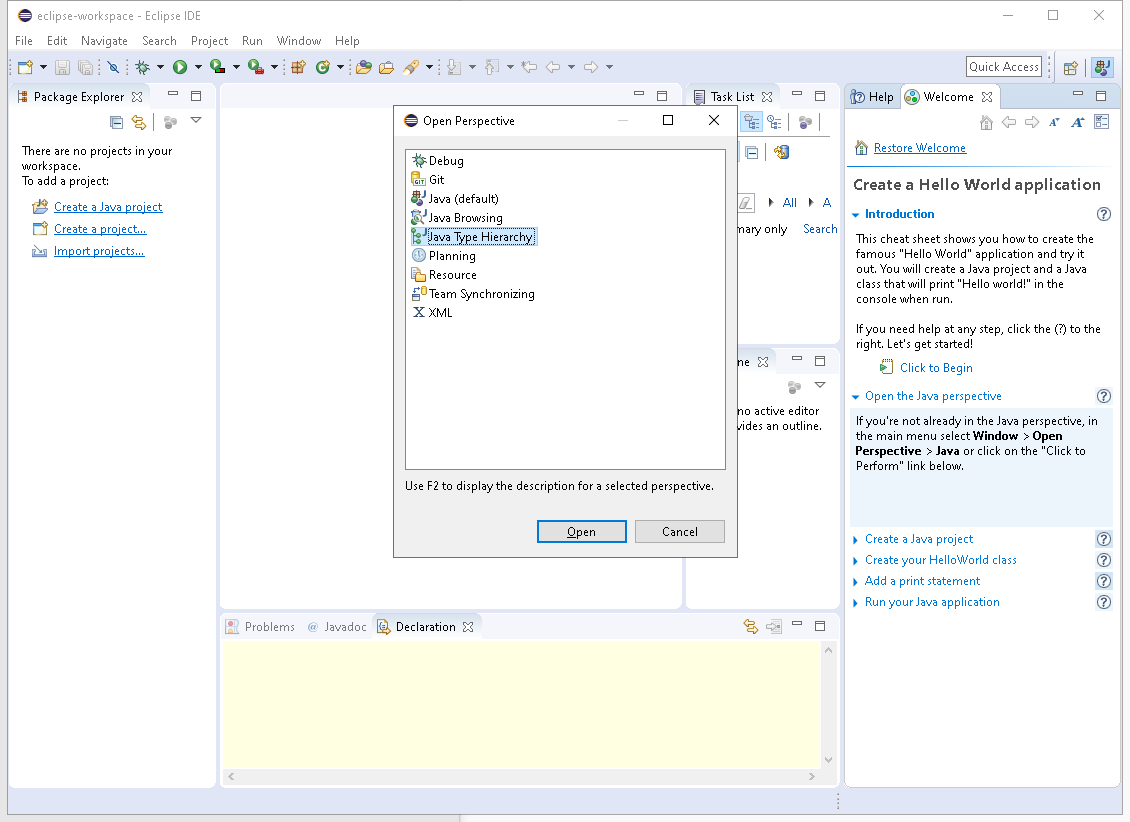 eclipse-workspace - Eclipse IDE
File Edit Navigate Search Project Run Window Help
Quick Access
Package Explorer
There are no projects in your
workspace.
To add a project:
Create a Java project
Create a project...
Import projects...
Open Perspective
Debug
Git
Java (default)
Java Browsing
Java Type Hierarchy
Planning
Resource
Team Synchronizing
XML
Use F2 to display the description for a selected perspective.
Open Cancel
Task List
All A
mary only Search
ne
no active editor
vides an outline.
Problems @ Javadoc Declaration
Help Welcome
Restore Welcome
Create a Hello World application
Introduction
This cheat sheet shows you how to create the
famous "Hello World" application and try it
out. You will create a Java project and a Java
class that will print "Hello world!" in the
console when run.
If you need help at any step, click the (?) to the
right. Let's get started!
Click to Begin
Open the Java perspective
If you're not already in the Java perspective, in
the main menu select Window > Open
Perspective > Java or click on the "Click to
Perform" link below.
Create a Java project
Create your HelloWorld class
Add a print statement
Run your Java application